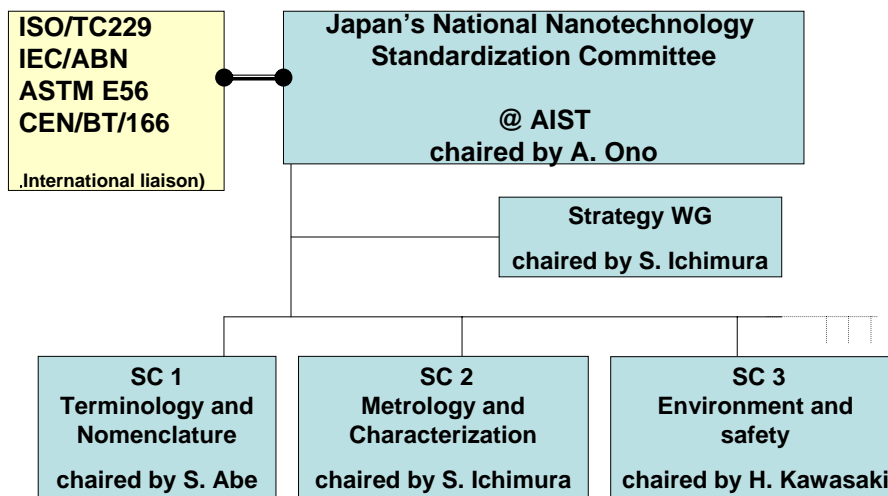 ISO/TC229
IEC/ABN
ASTM E56
CEN/BT/166
.International liaison)
Japan's National Nanotechnology
Standardization Committee
@ AIST
chaired by A. Ono
Strategy WG
chaired by S. Ichimura
SC 1
Terminology and
Nomenclature
chaired by S. Abe
SC 2
Metrology and
Characterization
chaired by S. Ichimura
SC 3
Environment and
safety
chaired by H. Kawasaki